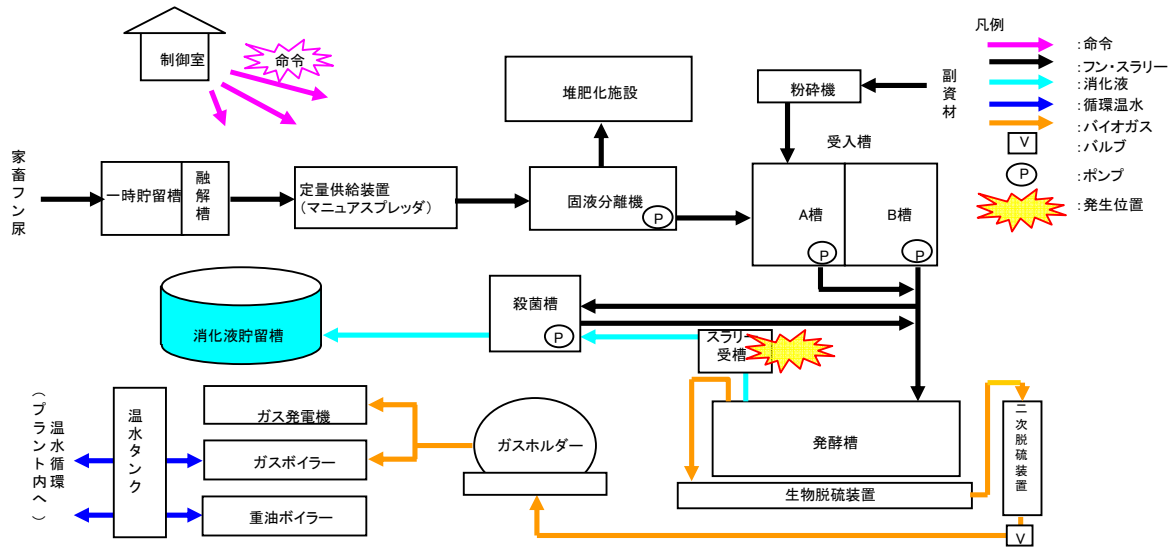 制御室
命令
凡例
:命令
:フン・スラリー
:消化液
:循環温水
:バイオガス
V
:バルブ
P
:ポンプ
:発生位置
堆肥化施設
粉砕機
副資材
受入槽
家畜フン尿
一時貯留槽
融解槽
定量供給装置
(マニュアスプレッダ)
固液分離機
P
A槽
P
B槽
P
消化液貯留槽
殺菌槽
P
スラリー
受槽
温水循環
(プラント内へ)
温水タンク
ガス発電機
ガスボイラー
重油ボイラー
ガスホルダー
発酵槽
生物脱硫装置
二次脱硫装置
V